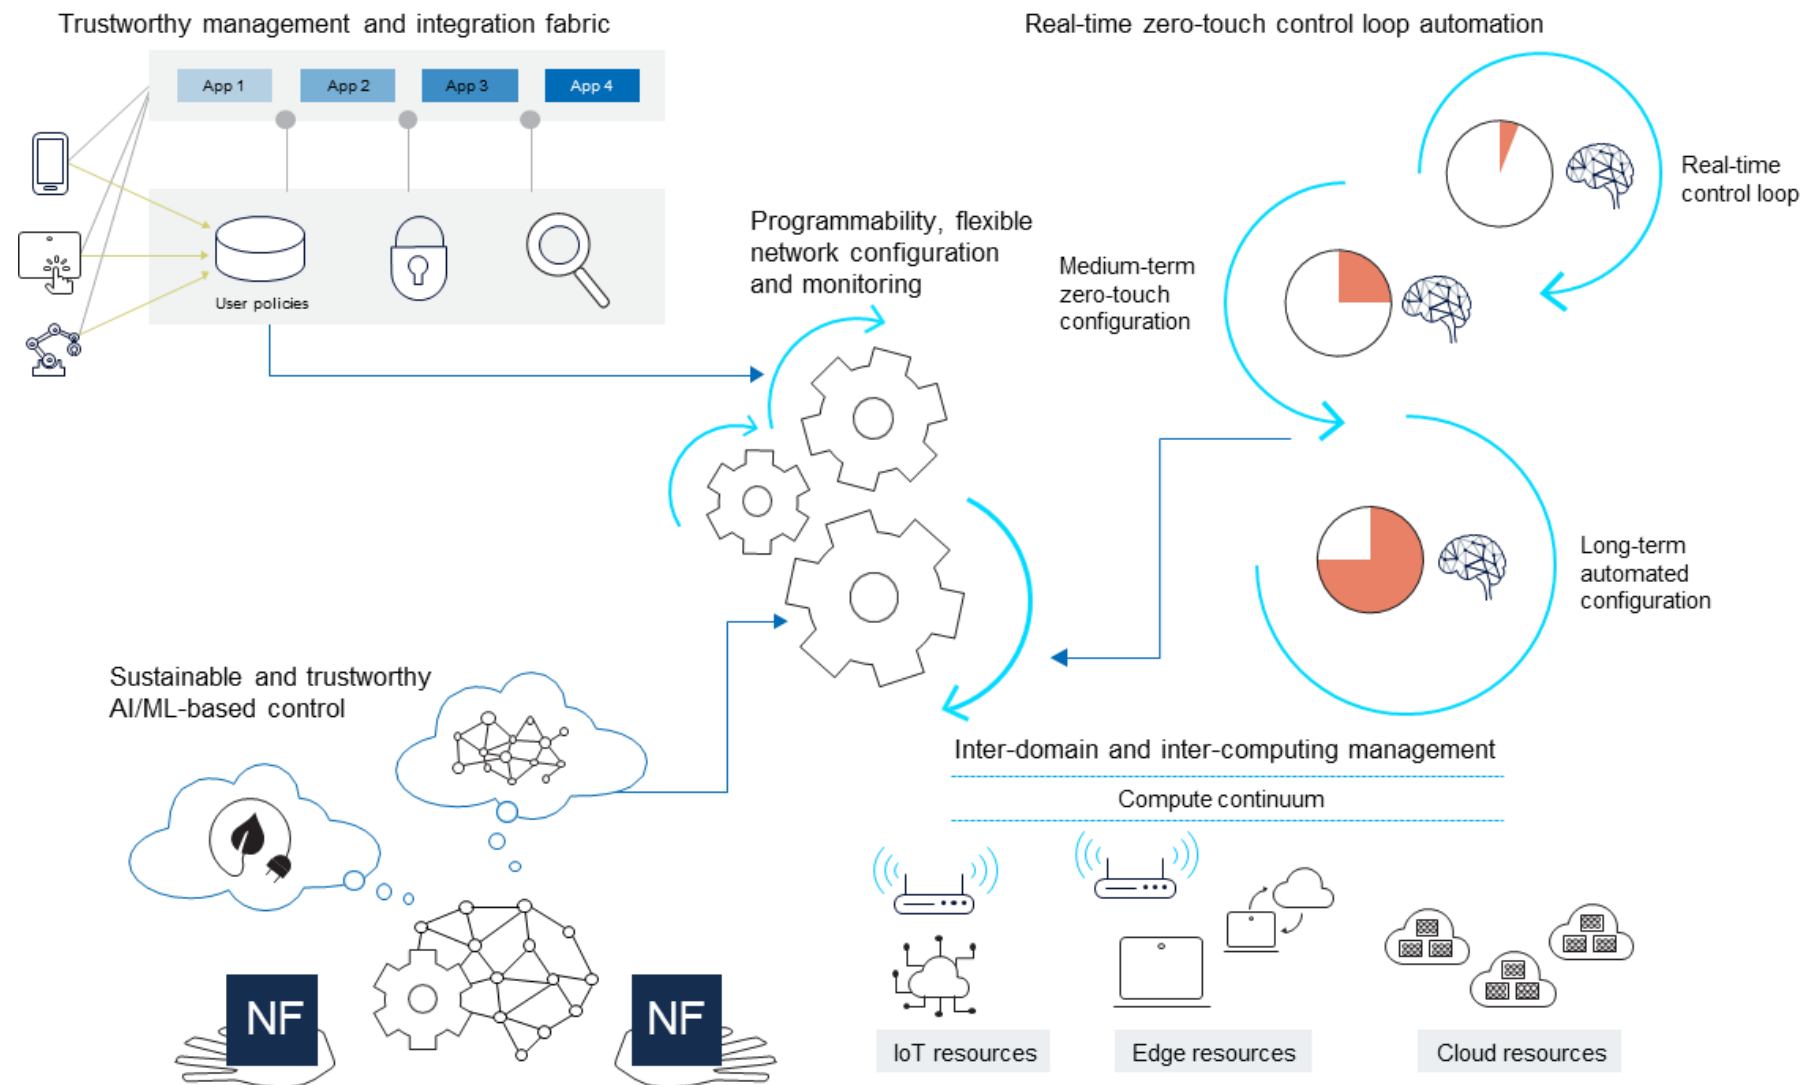 Trustworthy management and integration fabric
App 1
App 2
App 3
App 4
User policies
Real-time zero-touch control loop automation
Real-time
control loop
Medium-term
zero-touch
configuration
Long-term
automated
configuration
Programmability, flexible
network configuration
and monitoring
Sustainable and trustworthy
AI/ML-based control
NF
NF
Inter-domain and inter-computing management
Compute continuum
IoT resources
Edge resources
Cloud resources